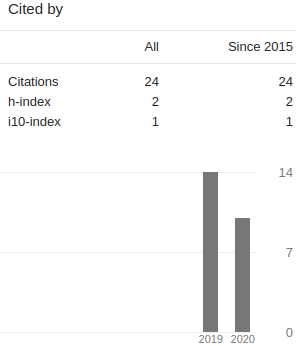 Cited by
All Since 2015
Citations 24 24
h-index 2 2
i10-index 1 1
14
7
0
2019 2020